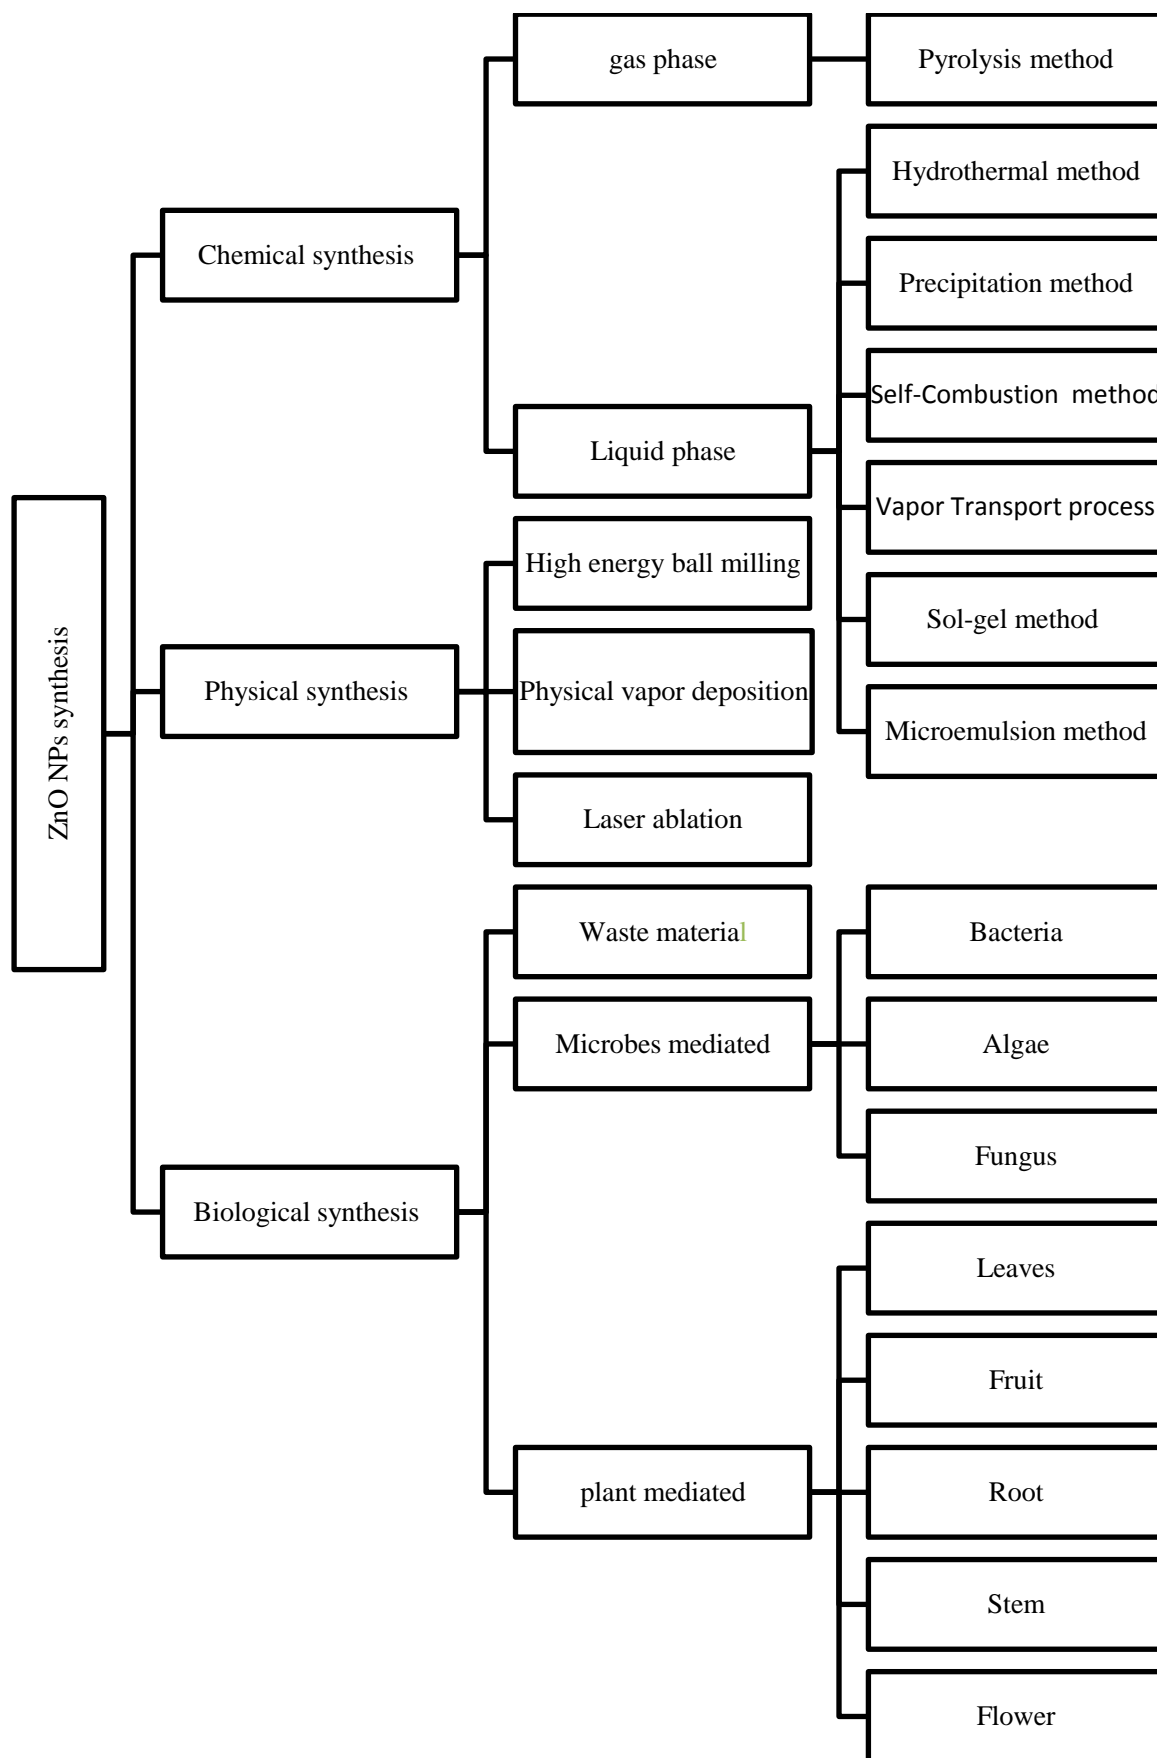 ZnO NPs synthesis
Chemical synthesis
gas phase
Pyrolysis method
Liquid phase
Hydrothermal method
Precipitation method
Self-Combustion  method
Vapor Transport process
Sol-gel method
Microemulsion method
Physical synthesis
High energy ball milling
Physical vapor deposition
Laser ablation
Biological synthesis
Waste material
Microbes mediated
Bacteria
Algae
Fungus
plant mediated
Leaves
Fruit
Root
Stem
Flower